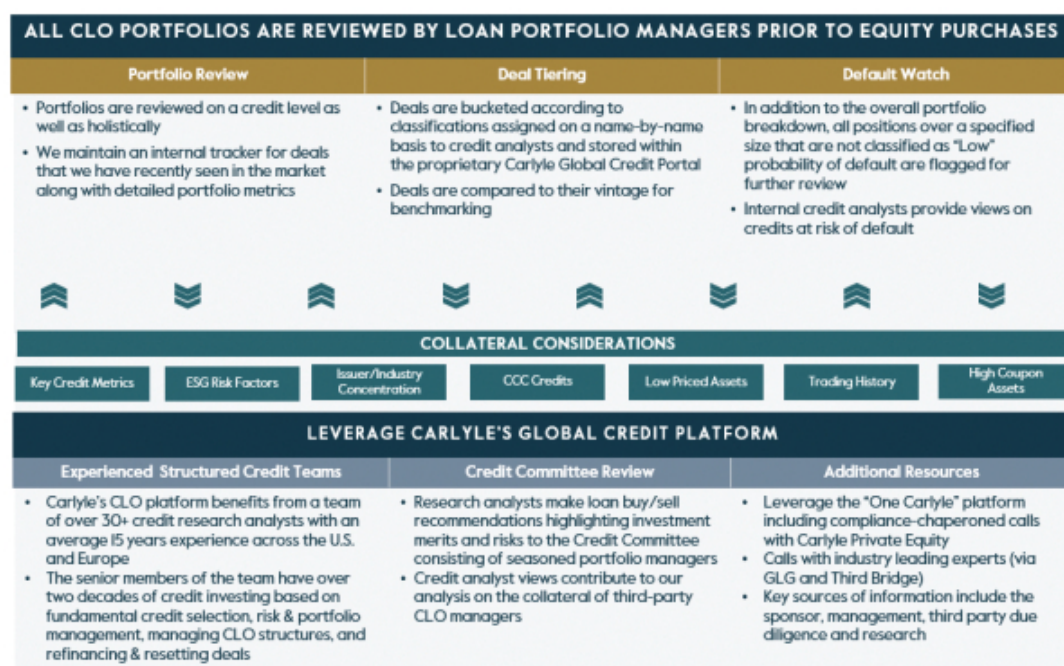 ALL CLO PORTFOLIOS ARE REVIEWED BY LOAN PORTFOLIO MANAGERS PRIOR TO EQUITY PURCHASES
Portfolio Review
• Portfolios are reviewed on a credit level as
well as holistically
• We maintain an internal tracker for deals
that we have recently seen in the market
along with detailed portfolio metrics
Deal Tiering
• Deals are bucketed according to
classifications assigned on a name-by-name
basis to credit analysts and stored within
the proprietary Carlyle Global Credit Portal
• Deals are compared to their vintage for
benchmarking
Default Watch
• In addition to the overall portfolio
breakdown, all positions over a specified
size that are not classified as "Low"
probability of default are flagged for
further review
• Internal credit analysts provide views on
credits at risk of default
COLLATERAL CONSIDERATIONS
Key Credit Metrics
ESG Risk Factors
Issuer/Industry
Concentration
CCC Credits
Low Priced Assets
Trading History
High Coupon
Assets
LEVERAGE CARLYLE'S GLOBAL CREDIT PLATFORM
Experienced Structured Credit Teams
• Carlyle's CLO platform benefits from a team
of over 30+ credit research analysts with an
average 15 years experience across the U.S.
and Europe
• The senior members of the team have over
two decades of credit investing based on
fundamental credit selection, risk & portfolio
management, managing CLO structures, and
refinancing & resetting deals
Credit Committee Review
• Research analysts make loan buy/sell
recommendations highlighting investment
merits and risks to the Credit Committee
consisting of seasoned portfolio managers
• Credit analyst views contribute to our
analysis on the collateral of third-party
CLO managers
Additional Resources
• Leverage the "One Carlyle" platform
including compliance-chaperoned calls
with Carlyle Private Equity
• Calls with industry leading experts (via
GLG and Third Bridge)
• Key sources of information include the
sponsor, management, third party due
diligence and research